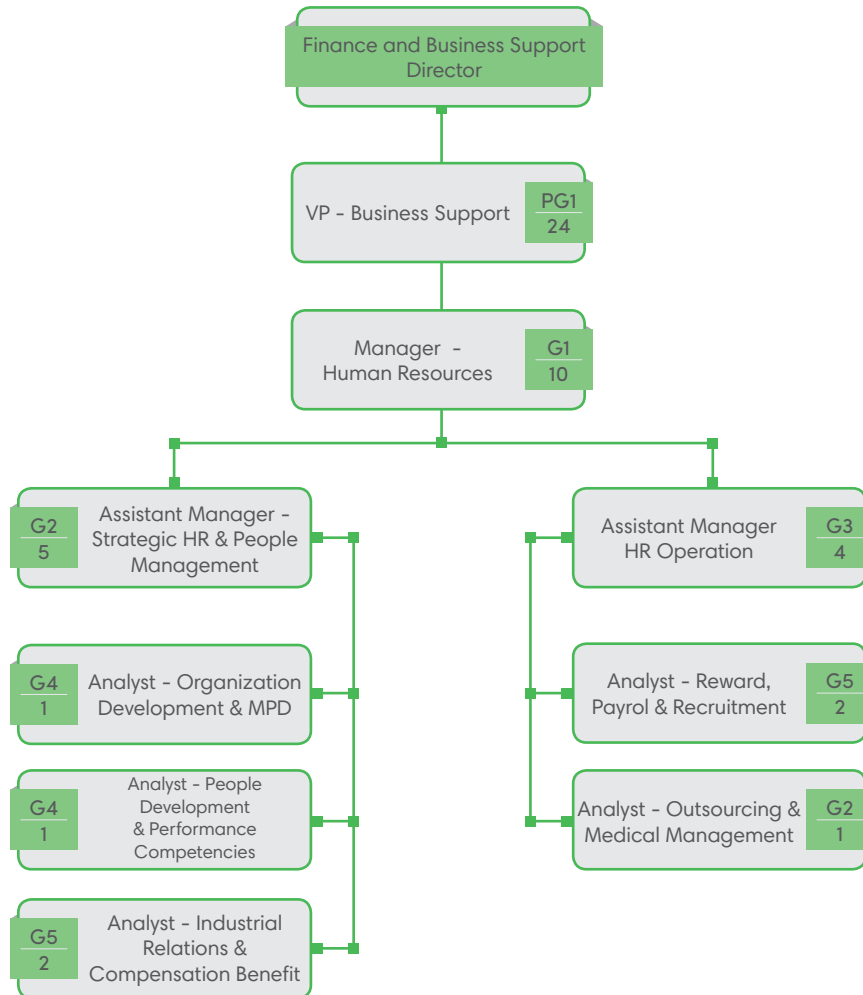 Finance and Business Support
Director
VP - Business Support
PG1
24
Manager -
Human Resources
G1
10
G2
5
Assistant Manager -
Strategic HR & People
Management
Assistant Manager
HR Operation
G3
4
G4
1
Analyst - Organization
Development & MPD
Analyst - Reward,
Payrol & Recruitment
G5
2
G4
1
Analyst - People
Development
& Performance
Competencies
Analyst - Outsourcing &
Medical Management
G2
1
G5
2
Analyst - Industrial
Relations &
Compensation Benefit